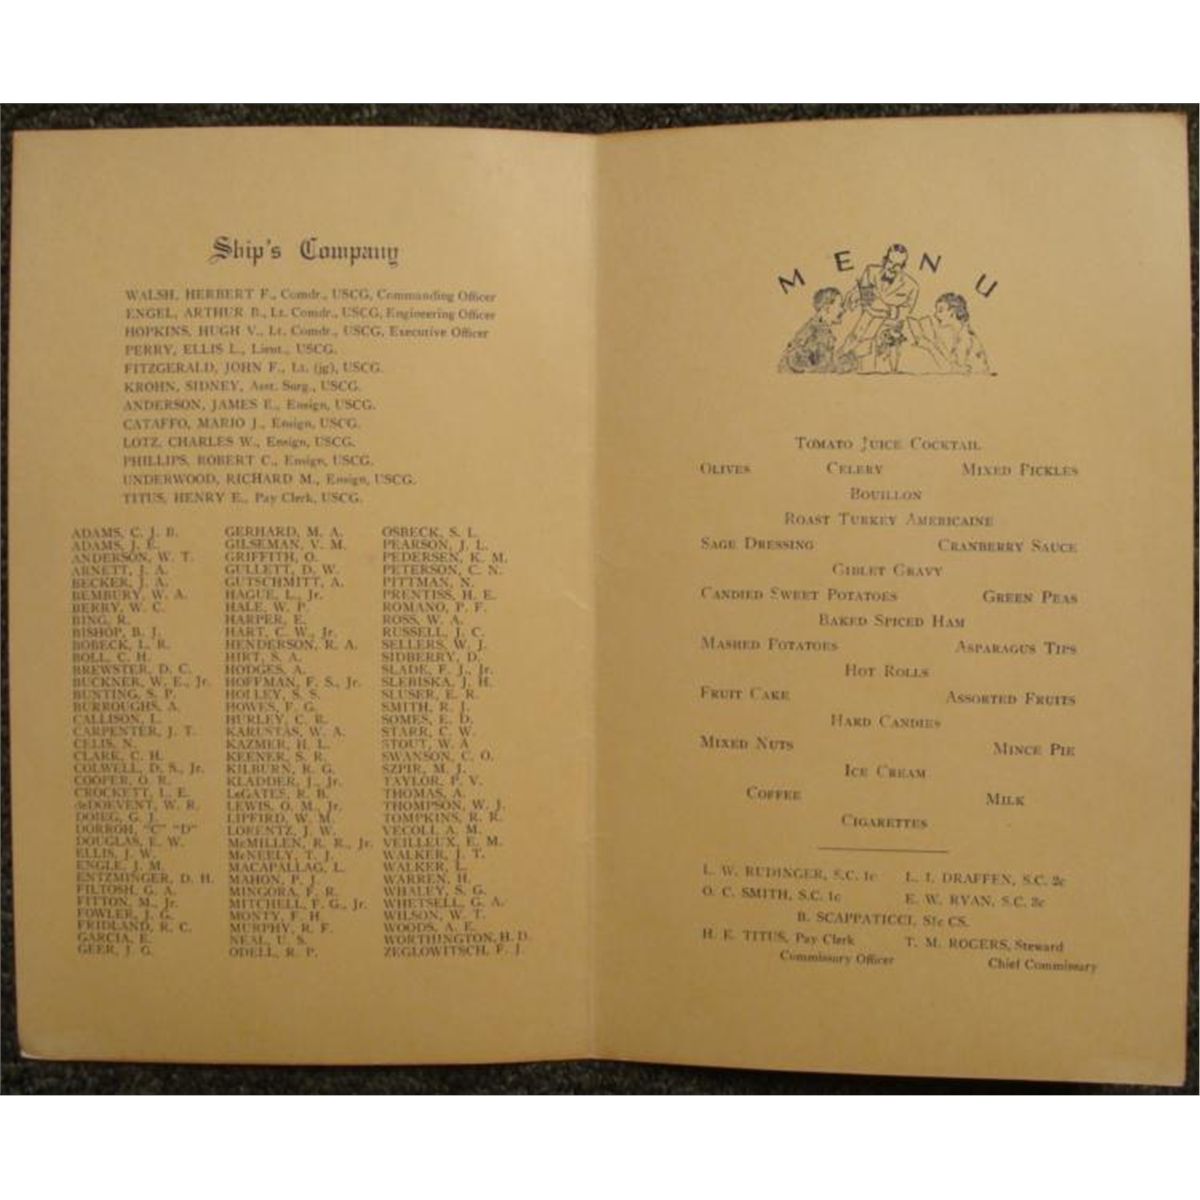 Ship's Company
WALSH, HERBERT F., Comdr., USCG, Commanding Officer
ENGEL, ARTHUR B., Lt. Comdr., USCG, Engineering Officer
HOPKINS, HUGH V., Lt. Comdr., USCG, Executive Officer
PERRY, ELLIS L., Lieut., USCG.
FITZGERALD, JOHN F., Lt. (jg), USCG.
KROHN, SIDNEY, Asst. Surg., USCG.
ANDERSON, JAMES E., Ensign, USCG.
CATAFFO, MARIO J., Ensign, USCG.
LOTZ, CHARLES W., Ensign, USCG.
PHILLIPS, ROBERT C., Ensign, USCG.
UNDERWOOD, RICHARD M., Ensign, USCG.
TITUS, HENRY E., Pay Clerk, USCG.
ADAMS, C. J. B.
ADAMS, J. E.
ANDERSON, W. T.
ARNETT, J. A.
BECKER, J. A.
BEMBURY, W. A.
BERRY, W. C.
BING, R.
BISHOP, B. J.
BOBECK, L. R.
BOLL, C. H.
BREWSTER, D. C.
BUCKNER, W. E., Jr.
BUNTING, S. P.
BURROUGHS, A.
CALLISON, L.
CARPENTER, J. T.
CELIS, N.
CLARK, C. H.
COLWELL, D. S., Jr.
COOPER, O. R.
CROCKETT, L. E.
deDOEVENT, W. R.
DOIEG, G. J.
DORROH, "C" "D"
DOUGLAS, E. W.
ELLIS, J. W.
ENGLE, J. M.
ENTZMINGER, D. H.
FILTOSH, G. A.
FITTON, M., Jr.
FOWLER, J. G.
FRIDLAND, R. C.
GARCIA, E.
GEER, J. G.
GERHARD, M. A.
GILSEMAN, V. M.
GRIFFITH, O.
GULLETT, D. W.
GUTSCHMITT, A.
HAGUE, L., Jr.
HALE, W. P.
HARPER, E.
HART, C. W., Jr.
HENDERSON, R. A.
HIRT, S. A.
HODGES, A.
HOFFMAN, F. S., Jr.
HOLLEY, S. S.
HOWES, F. G.
HURLEY, C. R.
KARUSTAS, W. A.
KAZMER, H. L.
KEENER, S. R.
KILBURN, R. G.
KLADDER, J., Jr.
LeGATES, R. B.
LEWIS, O. M., Jr.
LIPFIRD, W. M.
LORENTZ, J. W.
McMILLEN, R. R., Jr.
McNEELY, T. J.
MACAPALLAG, L.
MAHON, P. J.
MINGORA, F. R.
MITCHELL, F. G., Jr.
MONTY, F. H.
MURPHY, R. F.
NEAL, U. S.
ODELL, R. P.
OSBECK, S. L.
PEARSON, J. L.
PEDERSEN, K. M.
PETERSON, C. N.
PITTMAN, N.
PRENTISS, H. E.
ROMANO, P. F.
ROSS, W. A.
RUSSELL, J. C.
SELLERS, W. J.
SIDBERRY, D.
SLADE, F. J., Jr.
SLEBISKA, J. H.
SLUSER, E. R.
SMITH, R. J.
SOMES, E. D.
STARR, C. W.
STOUT, W. A
SWANSON, C. O.
SZPIR, M. J.
TAYLOR, P. V.
THOMAS, A.
THOMPSON, W. J.
TOMPKINS, R. R.
VECOLI, A. M.
VEILLEUX, E. M.
WALKER, J. T.
WALKER, L.
WARREN, H.
WHALEY, S. G.
WHETSELL, G. A.
WILSON, W. T.
WOODS, A. E.
WORTHINGTON, H. D.
ZEGLOWITSCH, F. J.
MENU
TOMATO JUICE COCKTAIL
OLIVES CELERY MIXED PICKLES
BOUILLON
ROAST TURKEY AMERICAINE
SAGE DRESSING CRANBERRY SAUCE
GIBLET GRAVY
CANDIED SWEET POTATOES GREEN PEAS
BAKED SPICED HAM
MASHED POTATOES ASPARAGUS TIPS
HOT ROLLS
FRUIT CAKE ASSORTED FRUITS
HARD CANDIES
MIXED NUTS MINCE PIE
ICE CREAM
COFFEE MILK
CIGARETTES
L. W. RUDINGER, S.C. 1c L. I. DRAFFEN, S.C. 2c
O. C. SMITH, S.C. 1c E. W. RYAN, S.C. 3c
B. SCAPPATICCI, S1c CS.
H. E. TITUS, Pay Clerk T. M. ROGERS, Steward
Commissary Officer Chief Commissary